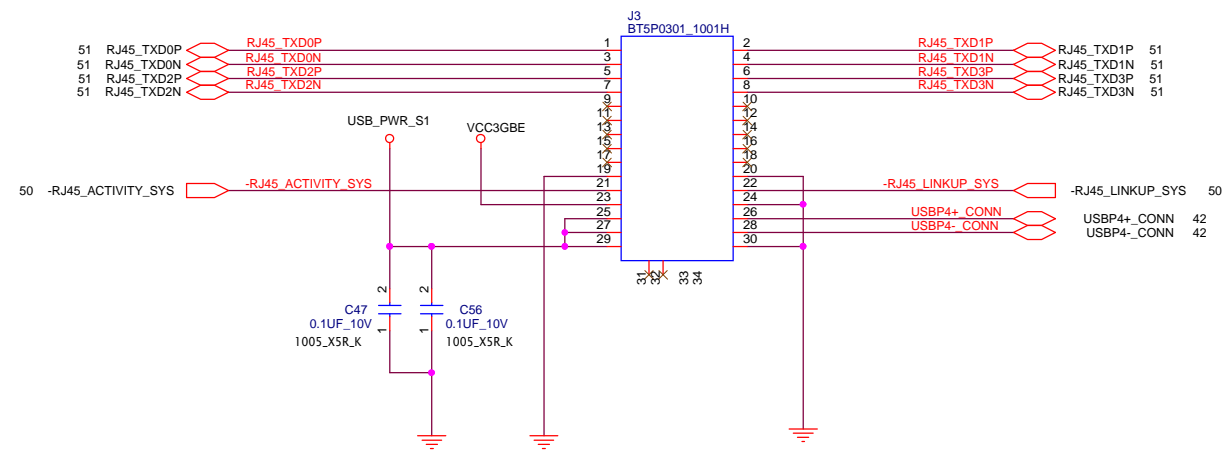 J3
BT5P0301_1001H
51 RJ45_TXD0P RJ45_TXD0P 1 2 RJ45_TXD1P RJ45_TXD1P 51
51 RJ45_TXD0N RJ45_TXD0N 3 4 RJ45_TXD1N RJ45_TXD1N 51
51 RJ45_TXD2P RJ45_TXD2P 5 6 RJ45_TXD3P RJ45_TXD3P 51
51 RJ45_TXD2N RJ45_TXD2N 7 8 RJ45_TXD3N RJ45_TXD3N 51
9 10
11 12
USB_PWR_S1 VCC3GBE 13 14
15 16
17 18
19 20
50 -RJ45_ACTIVITY_SYS -RJ45_ACTIVITY_SYS 21 22 -RJ45_LINKUP_SYS -RJ45_LINKUP_SYS 50
23 24
25 26 USBP4+_CONN USBP4+_CONN 42
27 28 USBP4-_CONN USBP4-_CONN 42
29 30
31 32 33 34
2 2
C47 C56
0.1UF_10V 0.1UF_10V
1 1
1005_X5R_K 1005_X5R_K